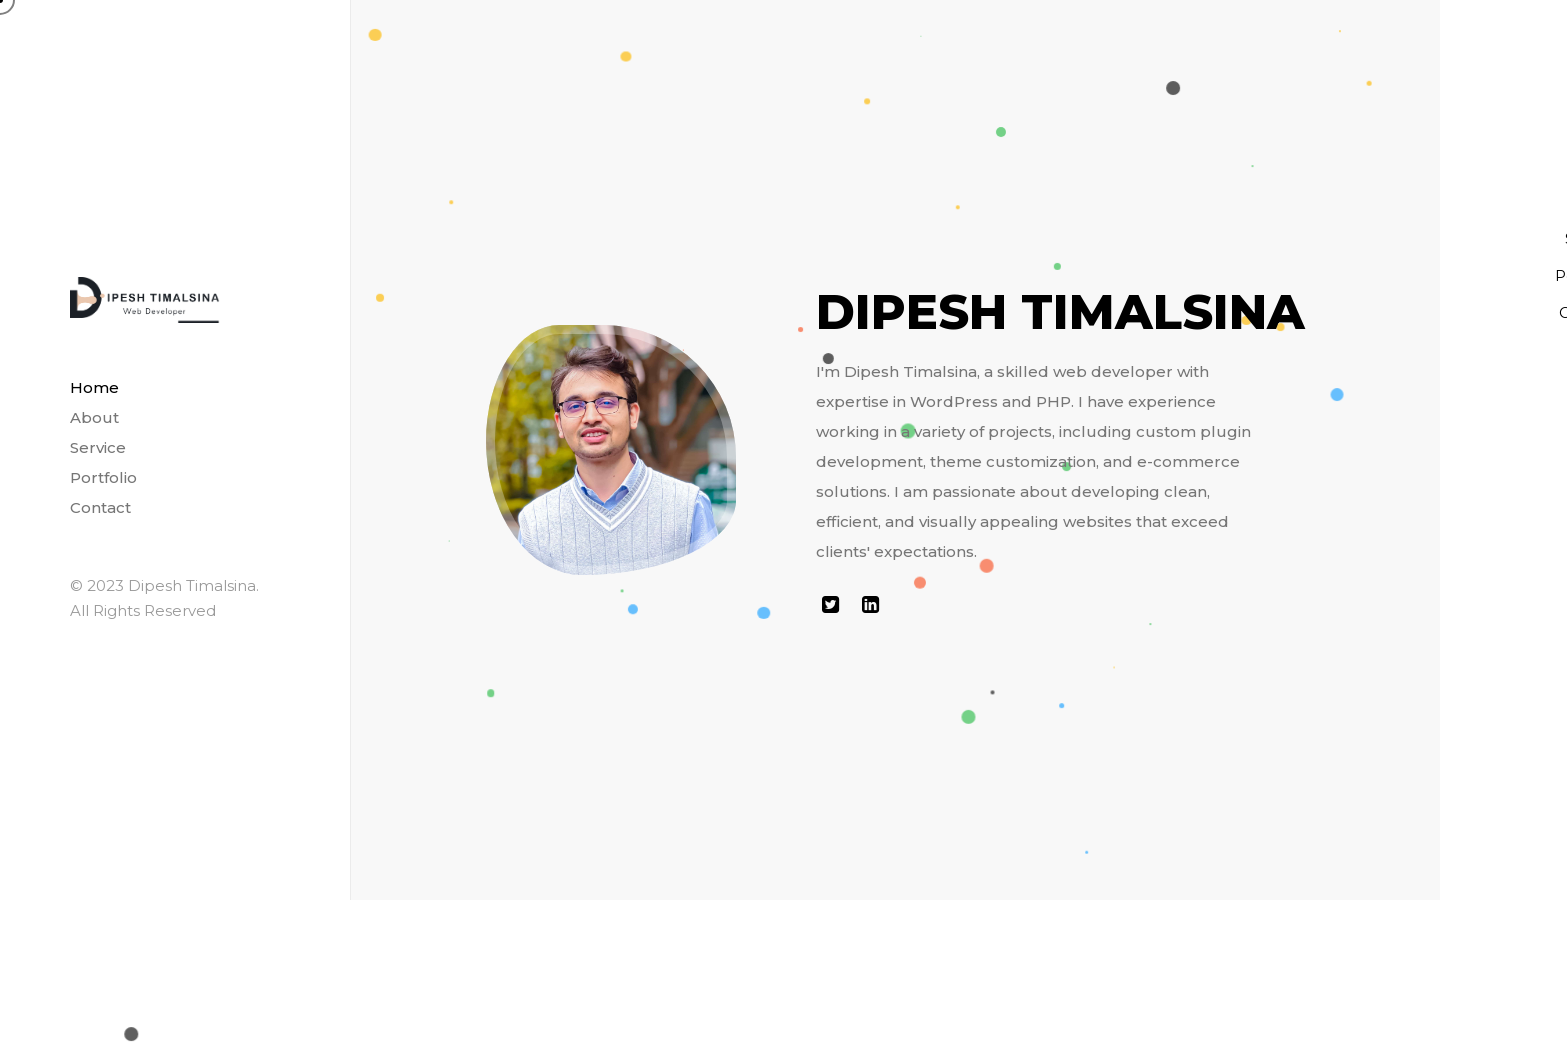 IPESH TIMALSINA
Web Developer
Home
About
Service
Portfolio
Contact
© 2023 Dipesh Timalsina.
All Rights Reserved
DIPESH TIMALSINA
I'm Dipesh Timalsina, a skilled web developer with
expertise in WordPress and PHP. I have experience
working in a variety of projects, including custom plugin
development, theme customization, and e-commerce
solutions. I am passionate about developing clean,
efficient, and visually appealing websites that exceed
clients' expectations.